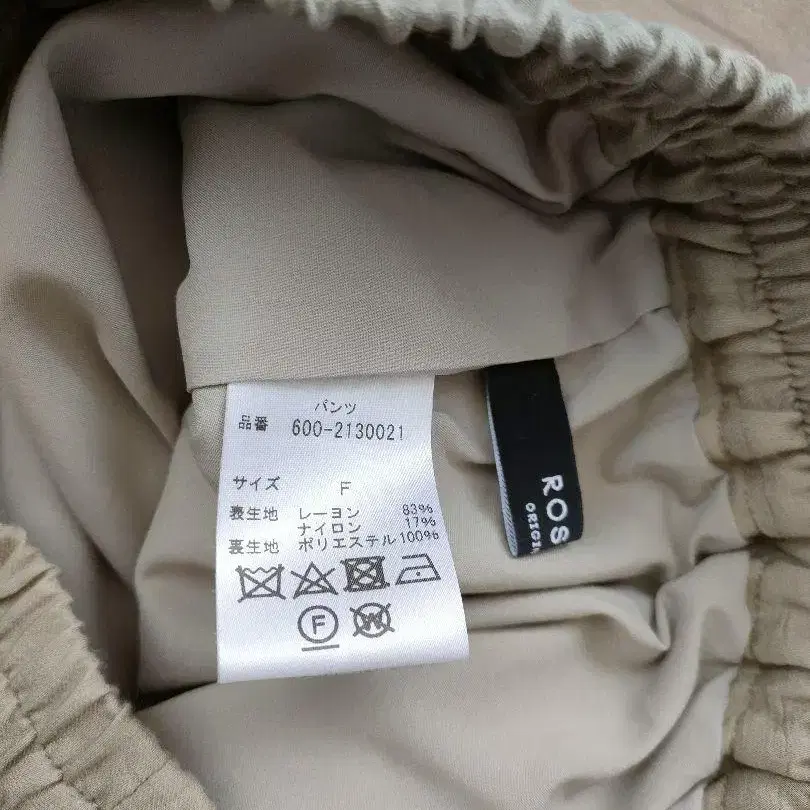 パンツ
品番 600-2130021
サイズ F
表生地 レーヨン 83%
ナイロン 17%
裏生地 ポリエステル100%
F
W
ROS
ORIGI